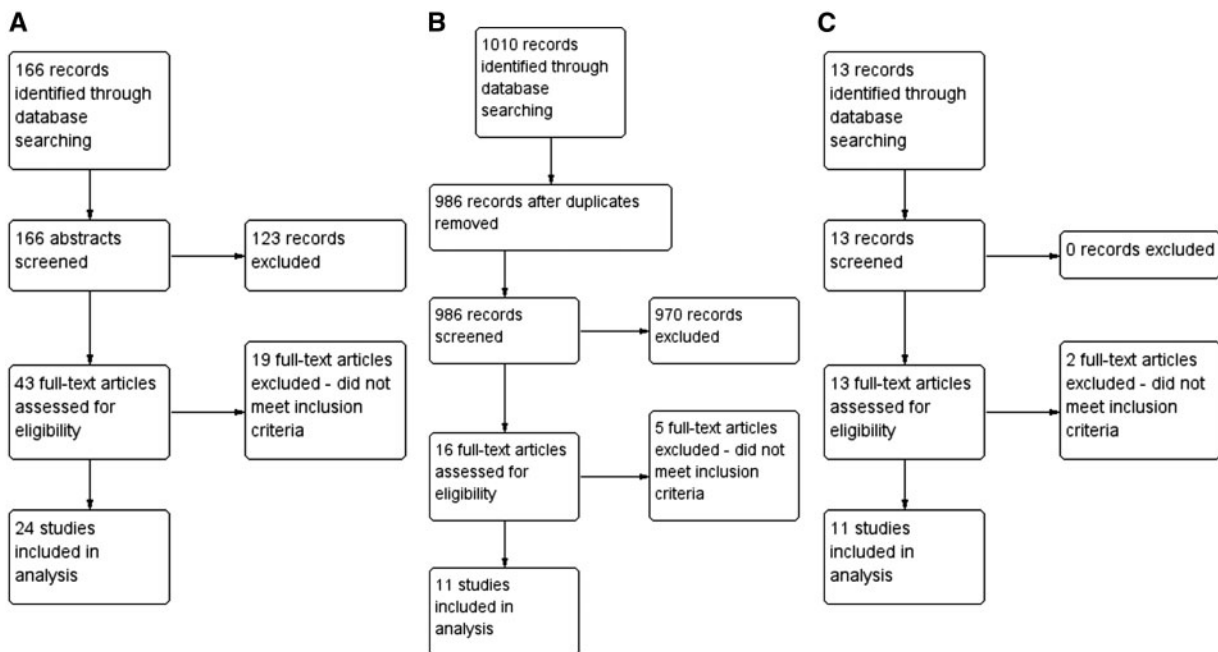 A
166 records
identified through
database
searching
166 abstracts
screened
123 records
excluded
43 full-text articles
assessed for
eligibility
19 full-text articles
excluded - did not
meet inclusion
criteria
24 studies
included in
analysis
B
1010 records
identified through
database
searching
986 records after duplicates
removed
986 records
screened
970 records
excluded
16 full-text articles
assessed for
eligibility
5 full-text articles
excluded - did not
meet inclusion
criteria
11 studies
included in
analysis
C
13 records
identified through
database
searching
13 records
screened
0 records excluded
13 full-text articles
assessed for
eligibility
2 full-text articles
excluded - did not
meet inclusion
criteria
11 studies
included in
analysis